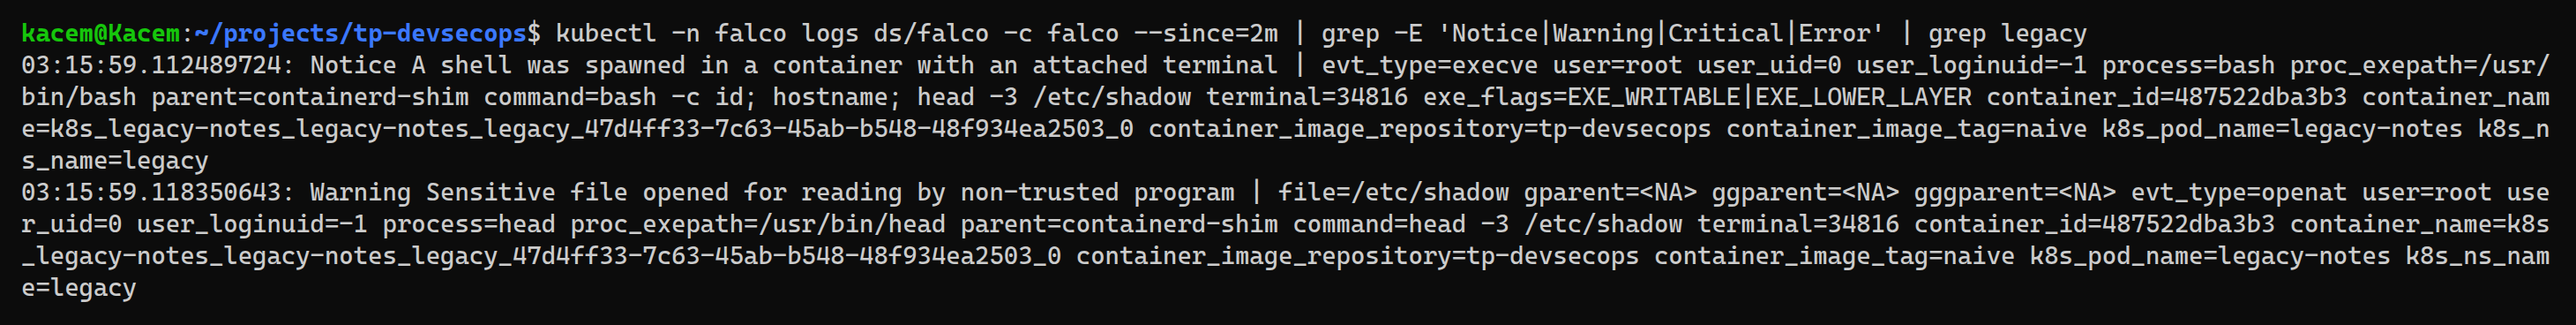 kacem@Kacem:~/projects/tp-devsecops$ kubectl -n falco logs ds/falco -c falco --since=2m | grep -E 'Notice|Warning|Critical|Error' | grep legacy
03:15:59.112489724: Notice A shell was spawned in a container with an attached terminal | evt_type=execve user=root user_uid=0 user_loginuid=-1 process=bash proc_exepath=/usr/
bin/bash parent=containerd-shim command=bash -c id; hostname; head -3 /etc/shadow terminal=34816 exe_flags=EXE_WRITABLE|EXE_LOWER_LAYER container_id=487522dba3b3 container_nam
e=k8s_legacy-notes_legacy-notes_legacy_47d4ff33-7c63-45ab-b548-48f934ea2503_0 container_image_repository=tp-devsecops container_image_tag=naive k8s_pod_name=legacy-notes k8s_n
s_name=legacy
03:15:59.118350643: Warning Sensitive file opened for reading by non-trusted program | file=/etc/shadow gparent=<NA> ggparent=<NA> gggparent=<NA> evt_type=openat user=root use
r_uid=0 user_loginuid=-1 process=head proc_exepath=/usr/bin/head parent=containerd-shim command=head -3 /etc/shadow terminal=34816 container_id=487522dba3b3 container_name=k8s
_legacy-notes_legacy-notes_legacy_47d4ff33-7c63-45ab-b548-48f934ea2503_0 container_image_repository=tp-devsecops container_image_tag=naive k8s_pod_name=legacy-notes k8s_ns_nam
e=legacy